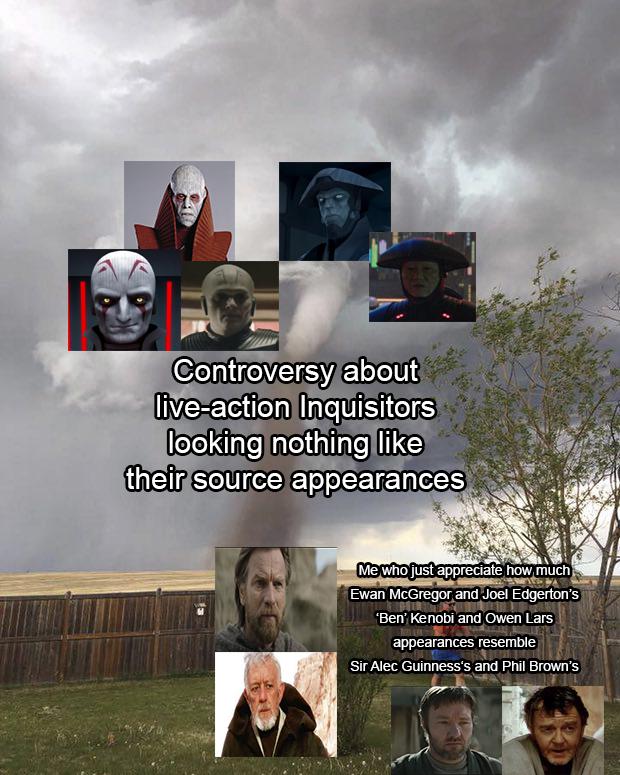 Controversy about
live-action Inquisitors
looking nothing like
their source appearances
Me who just appreciate how much
Ewan McGregor and Joel Edgerton's
'Ben' Kenobi and Owen Lars
appearances resemble
Sir Alec Guinness's and Phil Brown's